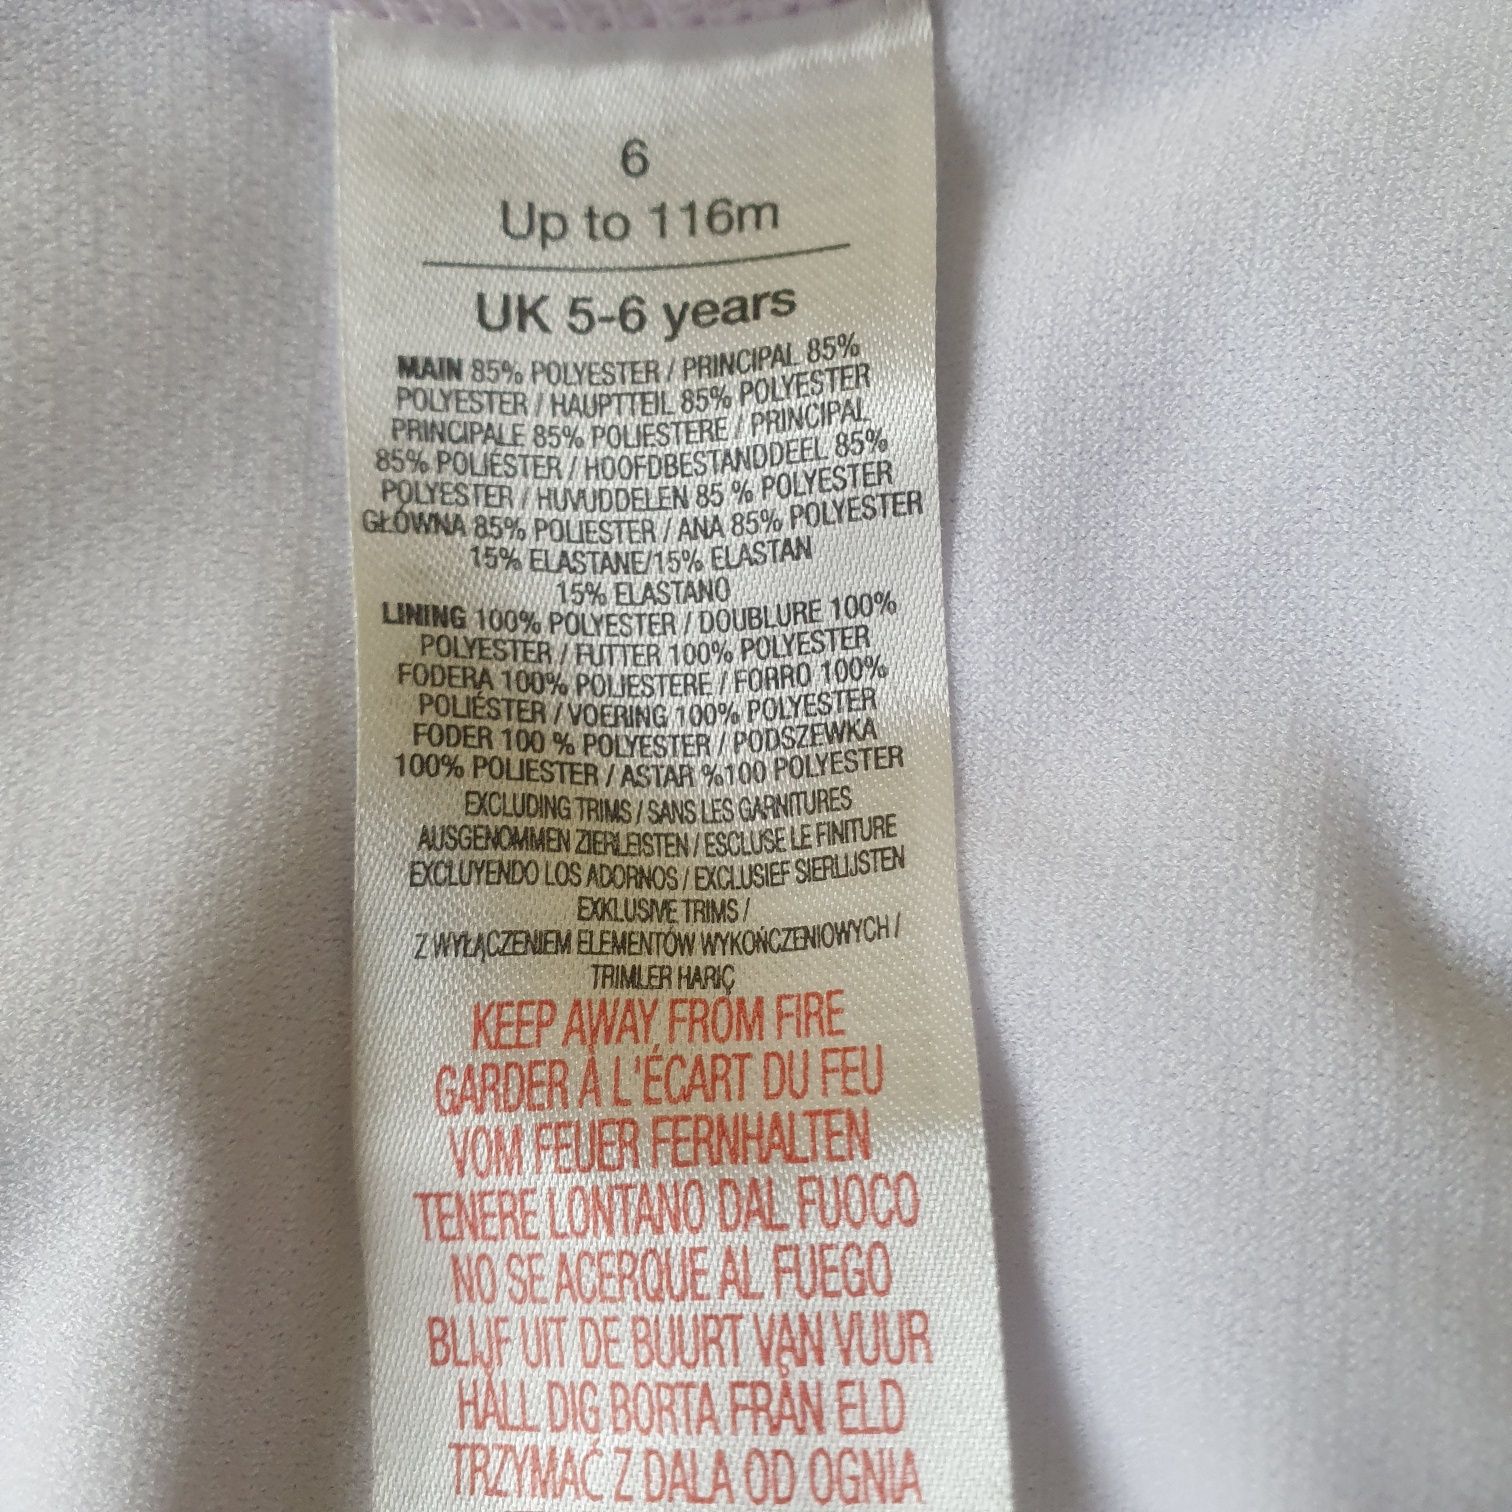 6
Up to 116m
UK 5-6 years
MAIN 85% POLYESTER / PRINCIPAL 85%
POLYESTER / HAUPTTEIL 85% POLYESTER
PRINCIPALE 85% POLIESTERE / PRINCIPAL
85% POLIÉSTER / HOOFDBESTANDDEEL 85%
POLYESTER / HUVUDDELEN 85 % POLYESTER
GŁÓWNA 85% POLIESTER / ANA 85% POLYESTER
15% ELASTANE/15% ELASTAN
15% ELASTANO
LINING 100% POLYESTER / DOUBLURE 100%
POLYESTER / FUTTER 100% POLYESTER
FODERA 100% POLIESTERE / FORRO 100%
POLIÉSTER / VOERING 100% POLYESTER
FODER 100 % POLYESTER / PODSZEWKA
100% POLIESTER / ASTAR %100 POLYESTER
EXCLUDING TRIMS / SANS LES GARNITURES
AUSGENOMMEN ZIERLEISTEN / ESCLUSE LE FINITURE
EXCLUYENDO LOS ADORNOS / EXCLUSIEF SIERLIJSTEN
EXKLUSIVE TRIMS /
Z WYŁĄCZENIEM ELEMENTÓW WYKOŃCZENIOWYCH /
TRIMLER HARIÇ
KEEP AWAY FROM FIRE
GARDER À L'ÉCART DU FEU
VOM FEUER FERNHALTEN
TENERE LONTANO DAL FUOCO
NO SE ACERQUE AL FUEGO
BLIJF UIT DE BUURT VAN VUUR
HÅLL DIG BORTA FRÅN ELD
TRZYMAĆ Z DALA OD OGNIA